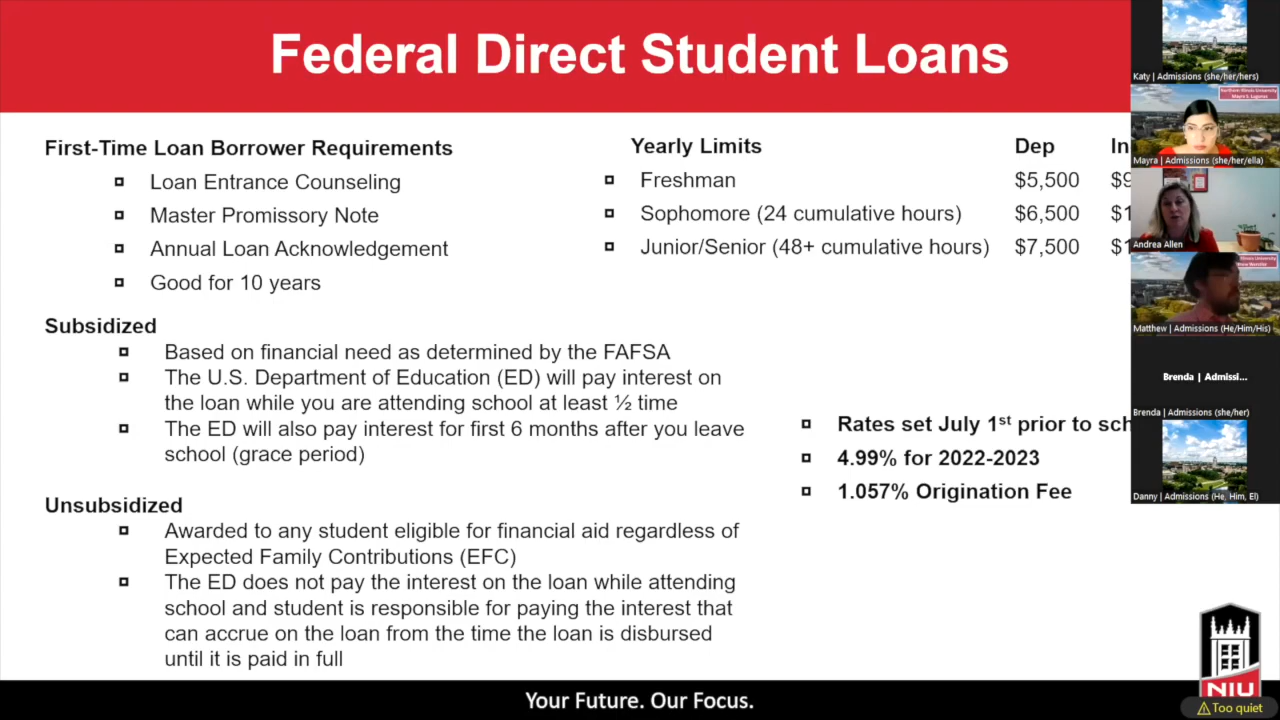 Federal Direct Student Loans
First-Time Loan Borrower Requirements
Loan Entrance Counseling
Master Promissory Note
Annual Loan Acknowledgement
Good for 10 years
Yearly Limits Dep In
Freshman $5,500 $9
Sophomore (24 cumulative hours) $6,500 $1
Junior/Senior (48+ cumulative hours) $7,500 $1
Subsidized
Based on financial need as determined by the FAFSA
The U.S. Department of Education (ED) will pay interest on
the loan while you are attending school at least ½ time
The ED will also pay interest for first 6 months after you leave
school (grace period)
Rates set July 1st prior to sch
4.99% for 2022-2023
1.057% Origination Fee
Unsubsidized
Awarded to any student eligible for financial aid regardless of
Expected Family Contributions (EFC)
The ED does not pay the interest on the loan while attending
school and student is responsible for paying the interest that
can accrue on the loan from the time the loan is disbursed
until it is paid in full
Your Future. Our Focus.
Katy | Admissions (she/her/hers)
Northern Illinois University
Mayra | Admissions (she/her/ella)
Andrea Allen
Illinois University
Matthew | Admissions (He/Him/His)
Brenda | Admissi...
Brenda | Admissions (she/her)
Danny | Admissions (He, Him, El)
NIU
Too quiet